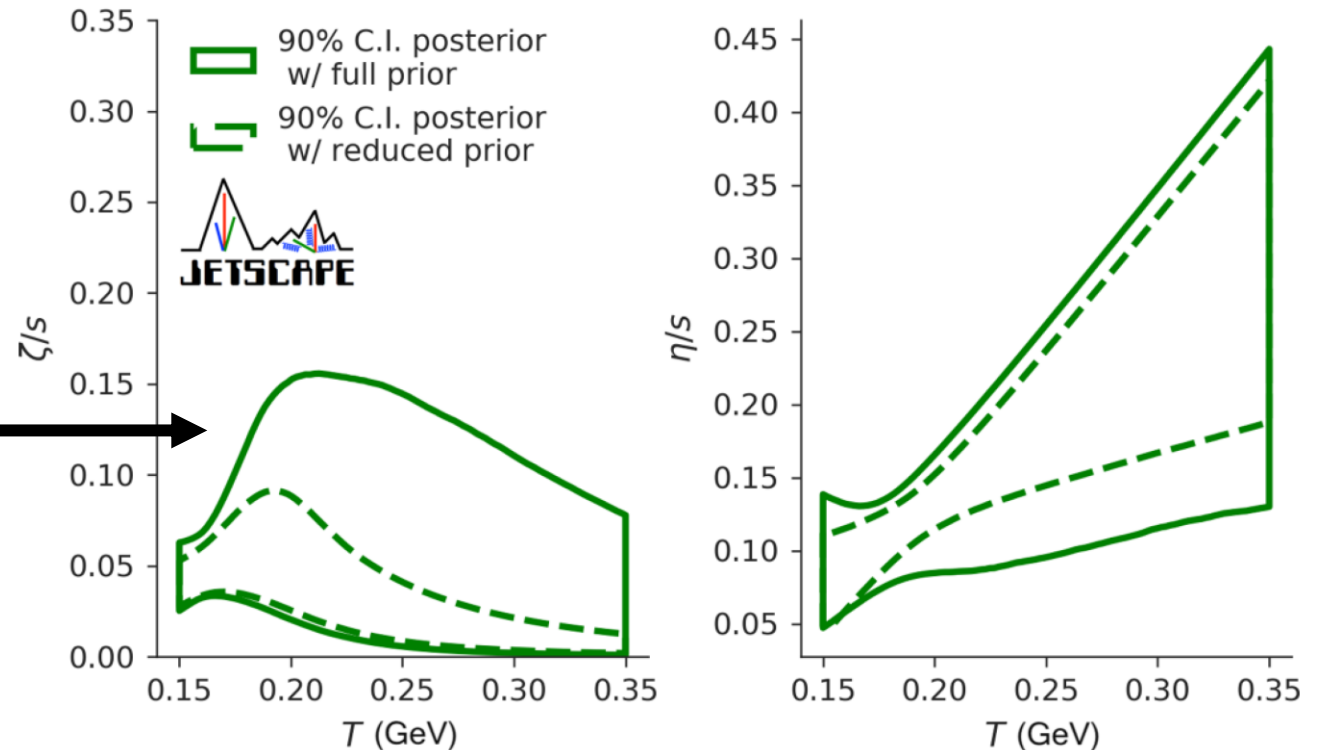 0.35
0.30
0.25
0.20
0.15
0.10
0.05
0.00
ζ/s
90% C.I. posterior
w/ full prior
90% C.I. posterior
w/ reduced prior
JETSCAPE
0.15 0.20 0.25 0.30 0.35
T (GeV)
0.45
0.40
0.35
0.30
0.25
0.20
0.15
0.10
0.05
η/s
0.15 0.20 0.25 0.30 0.35
T (GeV)